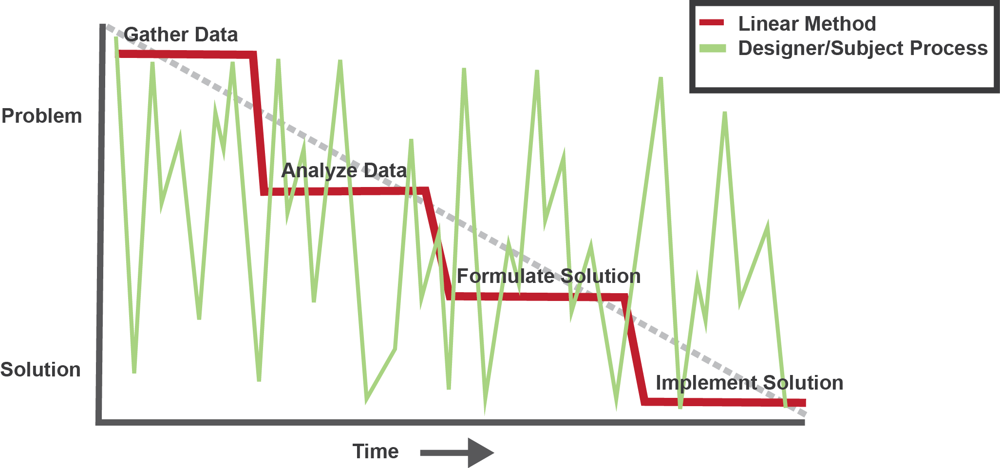 Linear Method
Designer/Subject Process
Gather Data
Problem
Analyze Data
Formulate Solution
Solution
Implement Solution
Time